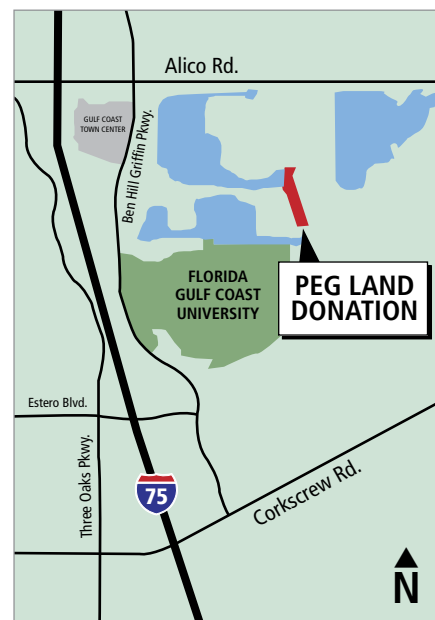 Alico Rd.
GULF COAST
TOWN CENTER
Ben Hill Griffin Pkwy.
FLORIDA
GULF COAST
UNIVERSITY
PEG LAND
DONATION
Estero Blvd.
Three Oaks Pkwy.
75
Corkscrew Rd.
N